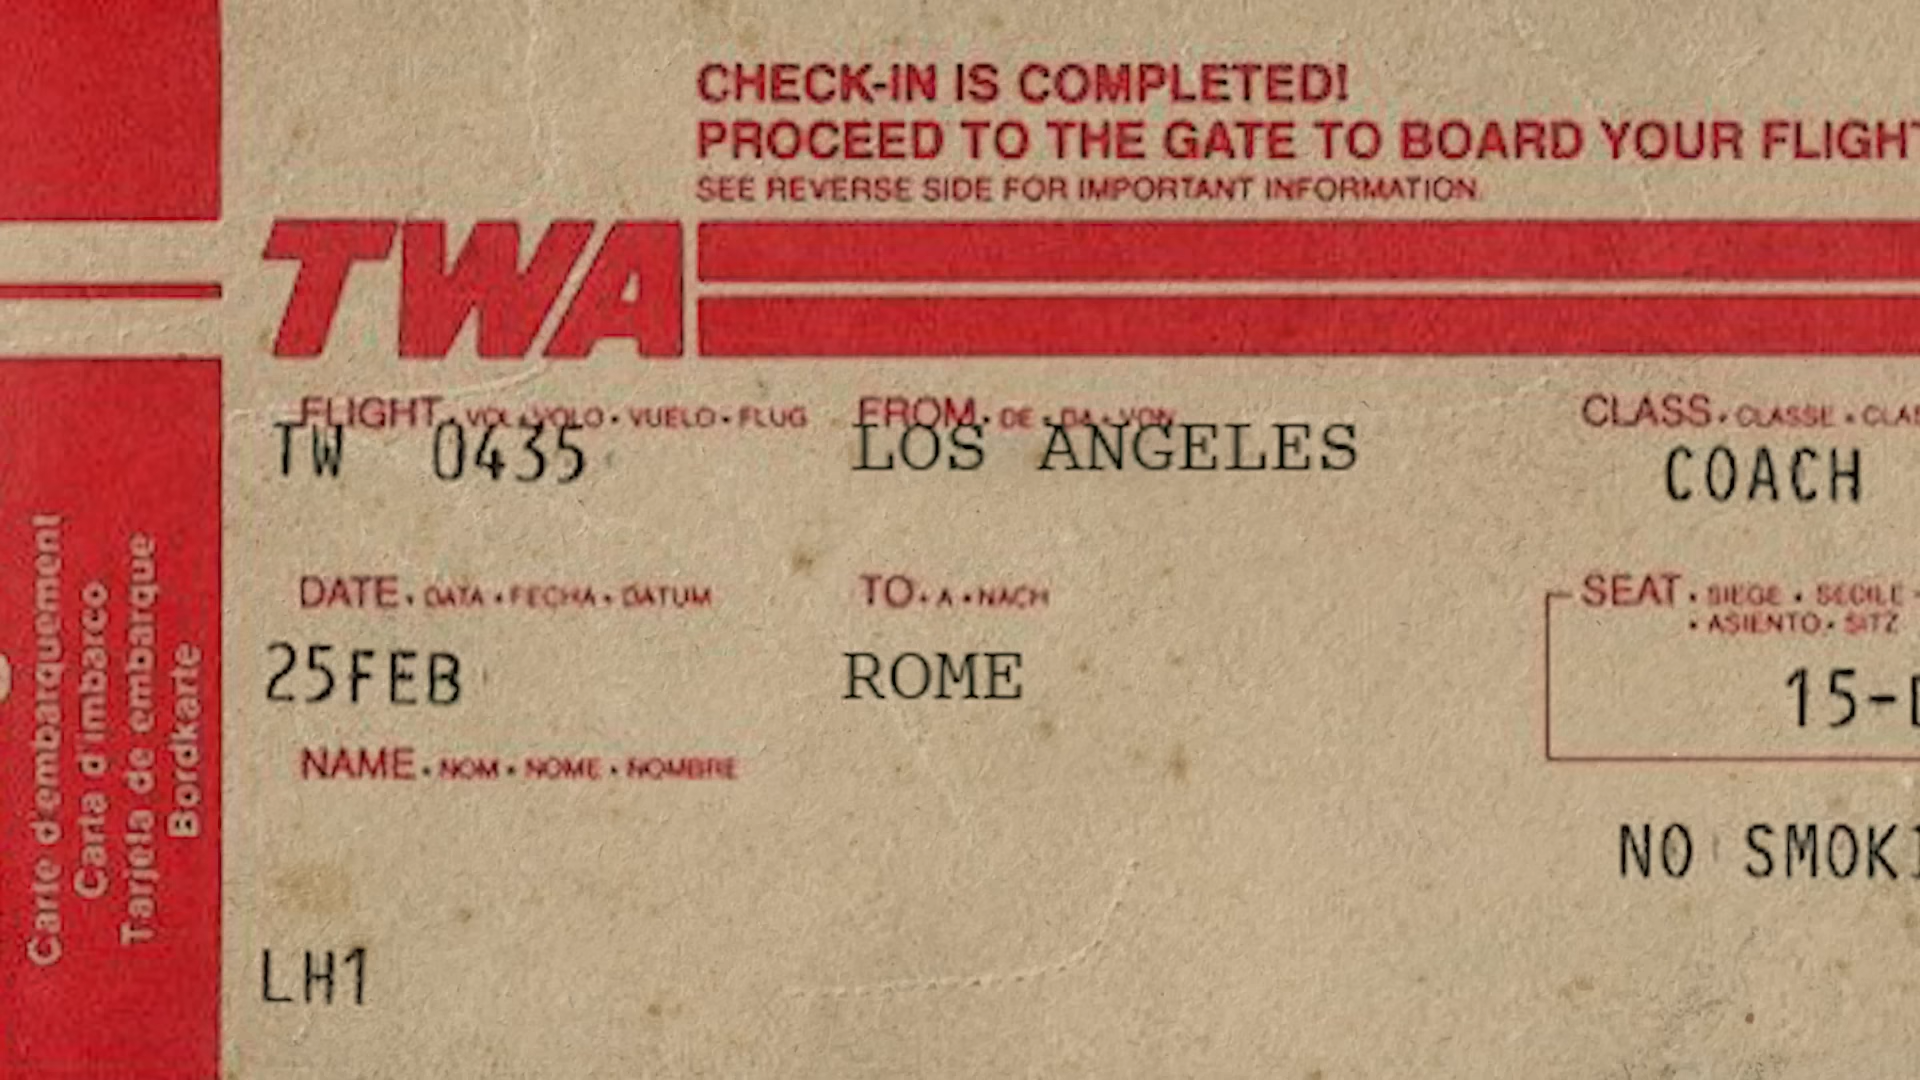 CHECK-IN IS COMPLETED!
PROCEED TO THE GATE TO BOARD YOUR FLIGHT
SEE REVERSE SIDE FOR IMPORTANT INFORMATION.
TWA
FLIGHT • VOL • VOLO • VUELO • FLUG
TW 0435
FROM • DE • DA • VON
LOS ANGELES
CLASS • CLASSE • CLAS
COACH
DATE • DATA • FECHA • DATUM
25FEB
TO • A • NACH
ROME
SEAT • SIEGE • SEDILE
• ASIENTO • SITZ
15-
NAME • NOM • NOME • NOMBRE
NO SMOKI
LH1
Carte d'embarquement
Carta d'imbarco
Tarjeta de embarque
Bordkarte